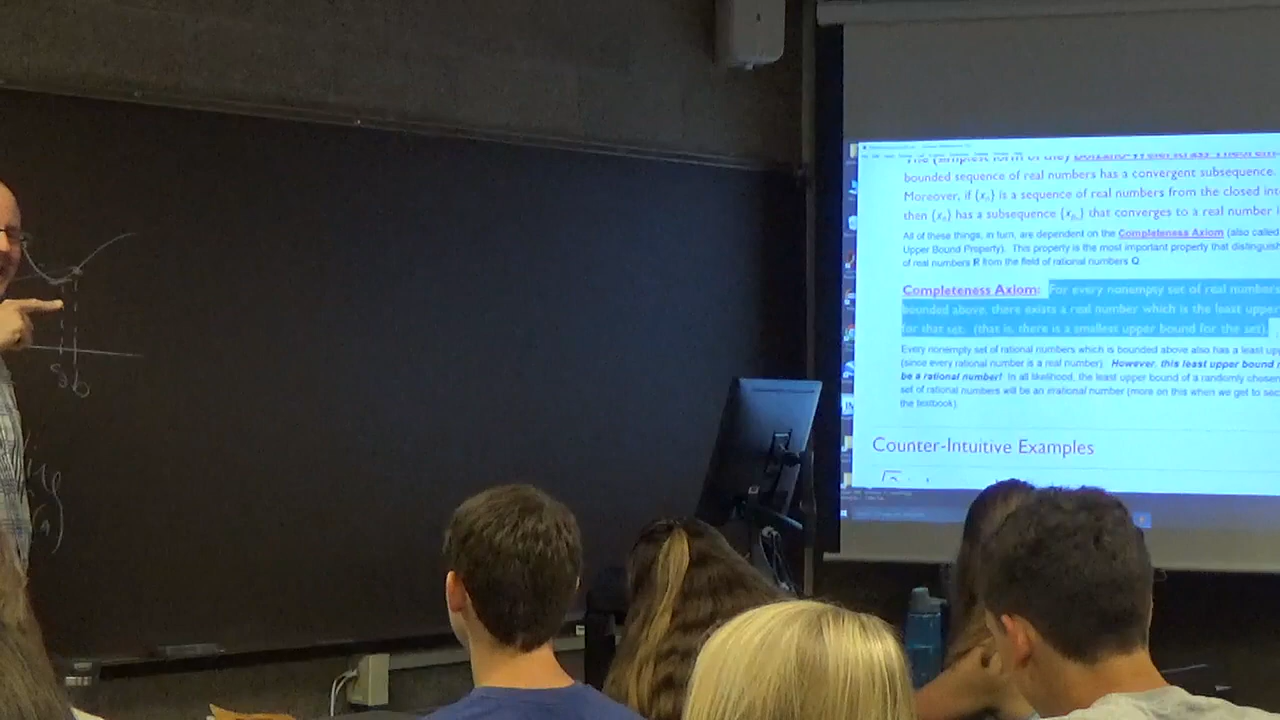 bounded sequence of real numbers has a convergent subsequence.
Moreover, if {xₙ} is a sequence of real numbers from the closed
then {xₙ} has a subsequence that converges to a real number
All of these things, in turn, are dependent on the Completeness Axiom (also called
Upper Bound Property). This property is the most important property that
of real numbers R from the field of rational numbers Q.
Completeness Axiom: For every nonempty set of real numbers
bounded above, there exists a real number which is the least upper
for that set. (that is, there is a smallest upper bound for the set).
Every nonempty set of rational numbers which is bounded above also has a least
(since every rational number is a real number). However, this least upper bound
be a rational number! In all likelihood, the least upper bound of a randomly chosen
set of rational numbers will be an irrational number (more on this when we get to
the textbook).
Counter-Intuitive Examples